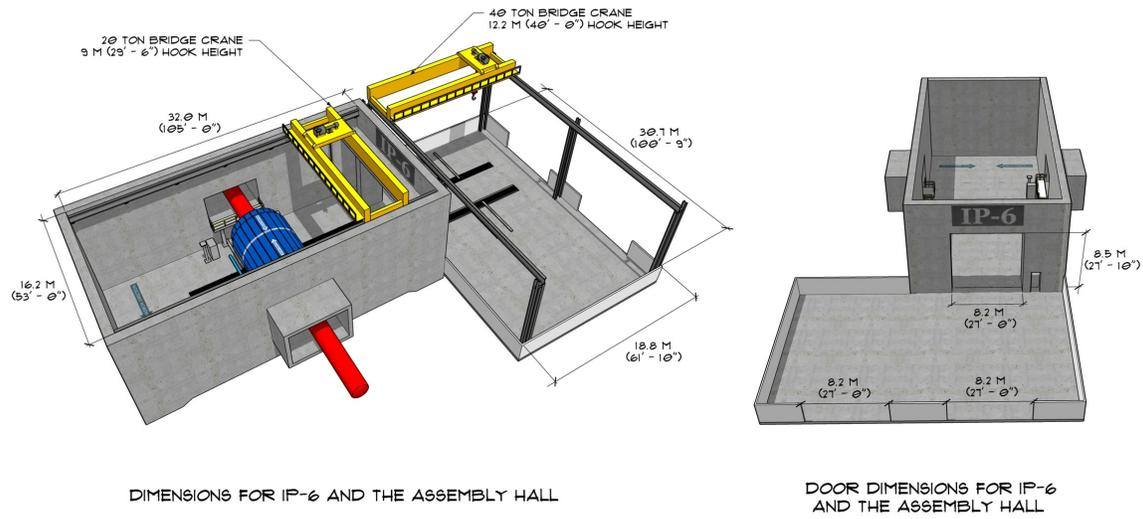 40 TON BRIDGE CRANE
12.2 M (40' - 0") HOOK HEIGHT
20 TON BRIDGE CRANE
9 M (29' - 6") HOOK HEIGHT
32.0 M
(105' - 0")
IP-6
30.7 M
(100' - 9")
16.2 M
(53' - 0")
18.8 M
(61' - 10")
DIMENSIONS FOR IP-6 AND THE ASSEMBLY HALL
IP-6
8.5 M
(27' - 10")
8.2 M
(27' - 0")
8.2 M
(27' - 0")
8.2 M
(27' - 0")
DOOR DIMENSIONS FOR IP-6
AND THE ASSEMBLY HALL